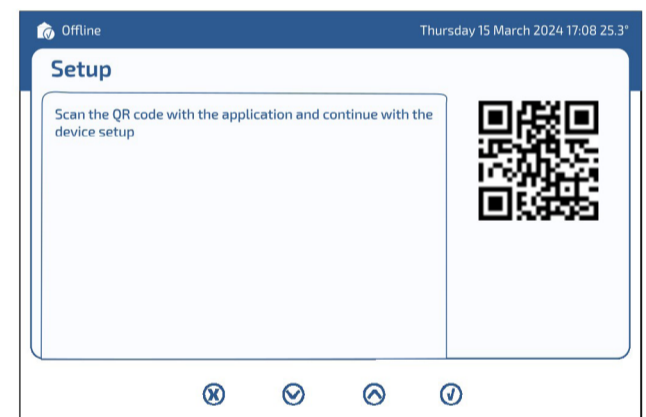 Offline
Thursday 15 March 2024 17:08 25.3°
Setup
Scan the QR code with the application and continue with the
device setup